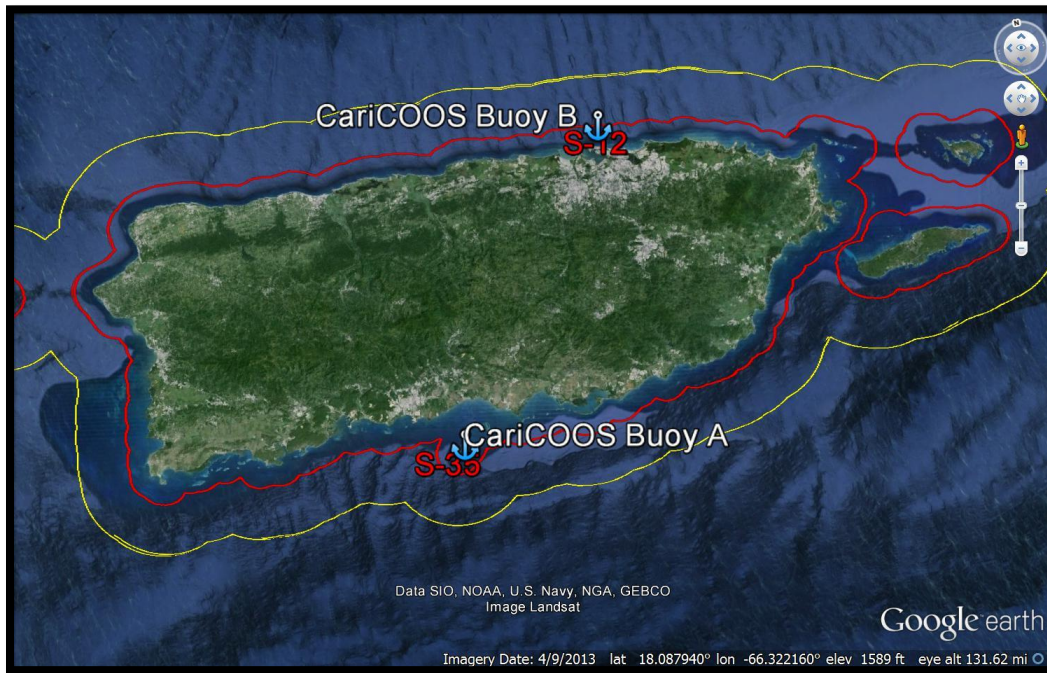 N
CariCOOS Buoy B
S-12
CariCOOS Buoy A
S-35
Data SIO, NOAA, U.S. Navy, NGA, GEBCO
Image Landsat
Google earth
Imagery Date: 4/9/2013 lat 18.087940° lon -66.322160° elev 1589 ft eye alt 131.62 mi